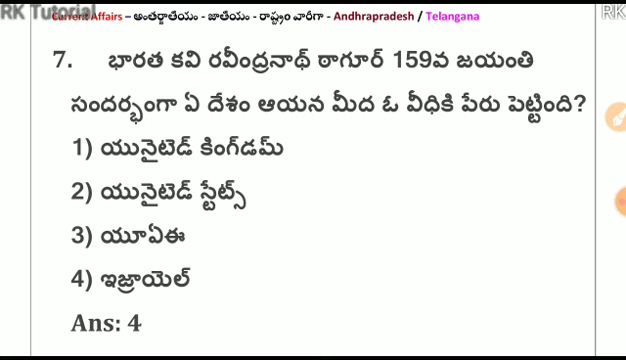 RK Tutorial
Current Affairs – అంతర్జాతీయం - జాతీయం - రాష్ట్రం వారీగా - Andhrapradesh / Telangana
RK
7. భారత కవి రవీంద్రనాథ్ ఠాగూర్ 159వ జయంతి
సందర్భంగా ఏ దేశం ఆయన మీద ఓ వీధికి పేరు పెట్టింది?
1) యునైటెడ్ కింగ్‌డమ్
2) యునైటెడ్ స్టేట్స్
3) యూఏఈ
4) ఇజ్రాయెల్
Ans: 4